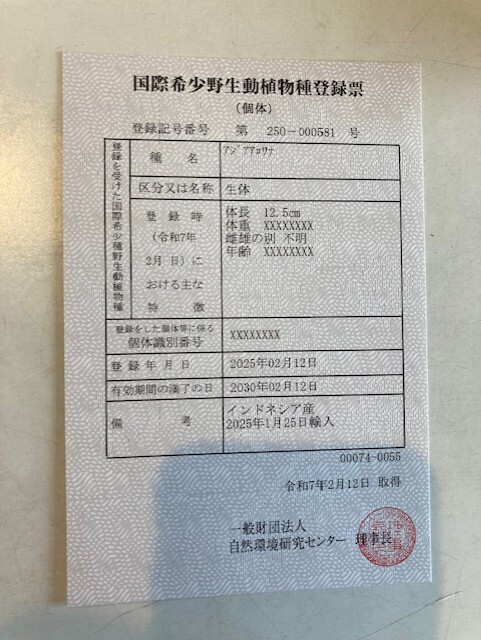 国際希少野生動植物種登録票
(個体)
登録記号番号 第 250-000581 号
登録を受けた国際希少野生動植物種
種名 アジアアロワナ
区分又は名称 生体
登録時
(令和7年
2月 日)に
おける主な
特徴
体長 12.5cm
体重 XXXXXXXX
雌雄の別 不明
年齢 XXXXXXXX
登録をした個体等に係る
個体識別番号 XXXXXXXX
登録年月日 2025年02月12日
有効期間の満了の日 2030年02月12日
備考
インドネシア産
2025年1月25日輸入
00074-0055
令和7年2月12日 取得
一般財団法人
自然環境研究センター 理事長